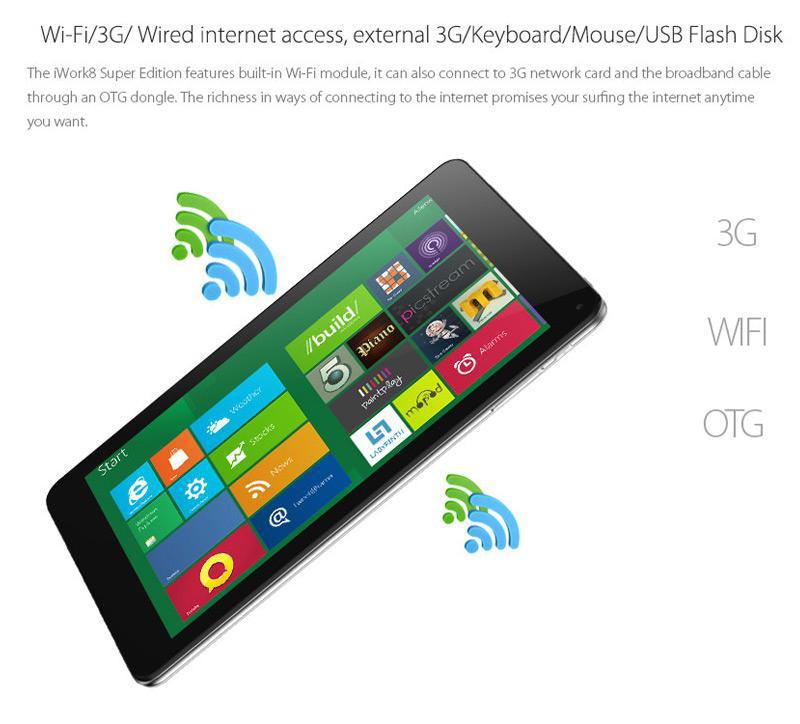 Wi-Fi/3G/ Wired internet access, external 3G/Keyboard/Mouse/USB Flash Disk
The iWork8 Super Edition features built-in Wi-Fi module, it can also connect to 3G network card and the broadband cable
through an OTG dongle. The richness in ways of connecting to the internet promises your surfing the internet anytime
you want.
3G
WIFI
OTG
Start
Weather
Stocks
News
//build/
5
Piano
picstream
paintplay
LABYRINTH
moPod
Alarms